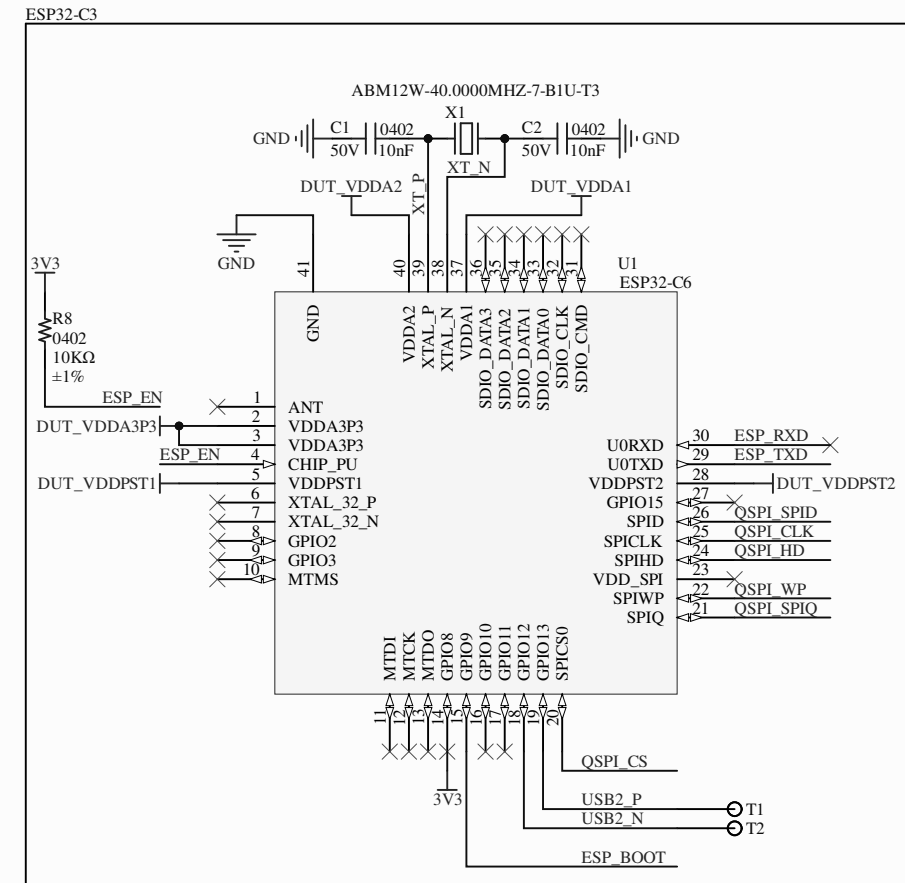 ESP32-C3
ABM12W-40.0000MHZ-7-B1U-T3
X1
C1
0402
C2
0402
GND
GND
50V
10nF
50V
10nF
XT_P
XT_N
DUT_VDDA2
DUT_VDDA1
GND
41
40
39
38
37
36
35
34
33
32
31
U1
ESP32-C6
3V3
R8
0402
10KΩ
±1%
GND
VDDA2
XTAL_P
XTAL_N
VDDA1
SDIO_DATA3
SDIO_DATA2
SDIO_DATA1
SDIO_DATA0
SDIO_CLK
SDIO_CMD
ESP_EN
1
ANT
DUT_VDDA3P3
2
VDDA3P3
3
VDDA3P3
ESP_EN
4
CHIP_PU
DUT_VDDPST1
5
VDDPST1
6
XTAL_32_P
7
XTAL_32_N
8
GPIO2
9
GPIO3
10
MTMS
U0RXD
30
ESP_RXD
U0TXD
29
ESP_TXD
VDDPST2
28
DUT_VDDPST2
GPIO15
27
SPID
26
QSPI_SPID
SPICLK
25
QSPI_CLK
SPIHD
24
QSPI_HD
VDD_SPI
23
SPIWP
22
QSPI_WP
SPIQ
21
QSPI_SPIQ
MTDI
MTCK
MTDO
GPIO8
GPIO9
GPIO10
GPIO11
GPIO12
GPIO13
SPICS0
11
12
13
14
15
16
17
18
19
20
QSPI_CS
3V3
USB2_P
T1
USB2_N
T2
ESP_BOOT